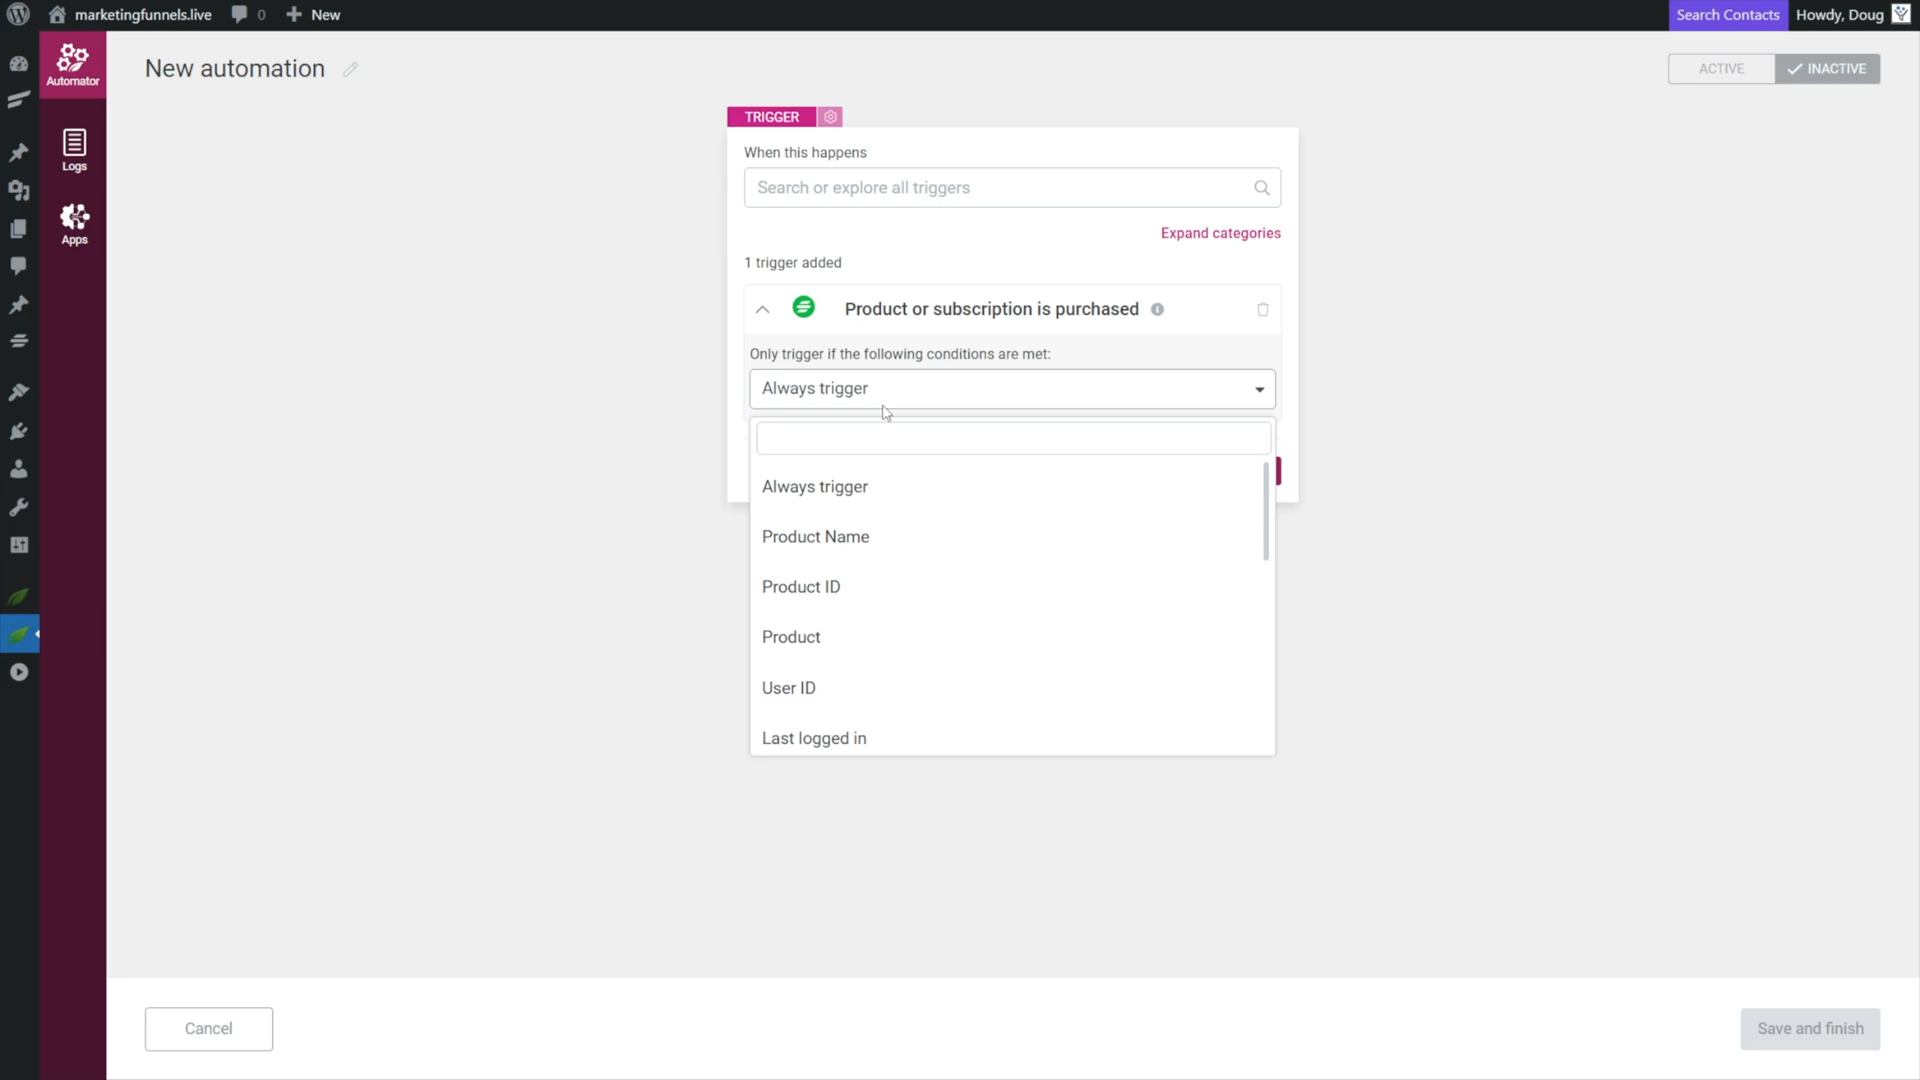 marketingfunnels.live 0 New Search Contacts Howdy, Doug
Automator
Logs
Apps
New automation
ACTIVE INACTIVE
TRIGGER
When this happens
Search or explore all triggers
Expand categories
1 trigger added
Product or subscription is purchased
Only trigger if the following conditions are met:
Always trigger
Always trigger
Product Name
Product ID
Product
User ID
Last logged in
Cancel
Save and finish